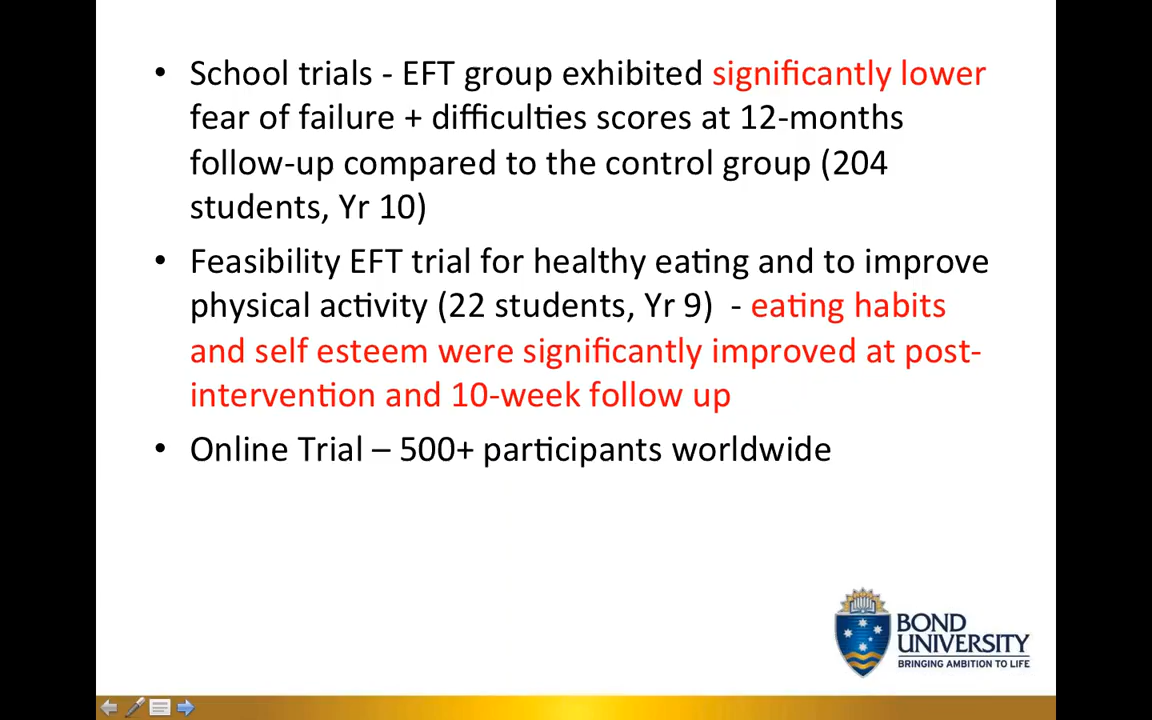 • School trials - EFT group exhibited significantly lower
fear of failure + difficulties scores at 12-months
follow-up compared to the control group (204
students, Yr 10)
• Feasibility EFT trial for healthy eating and to improve
physical activity (22 students, Yr 9)  - eating habits
and self esteem were significantly improved at post-
intervention and 10-week follow up
• Online Trial – 500+ participants worldwide
BOND
UNIVERSITY
BRINGING AMBITION TO LIFE